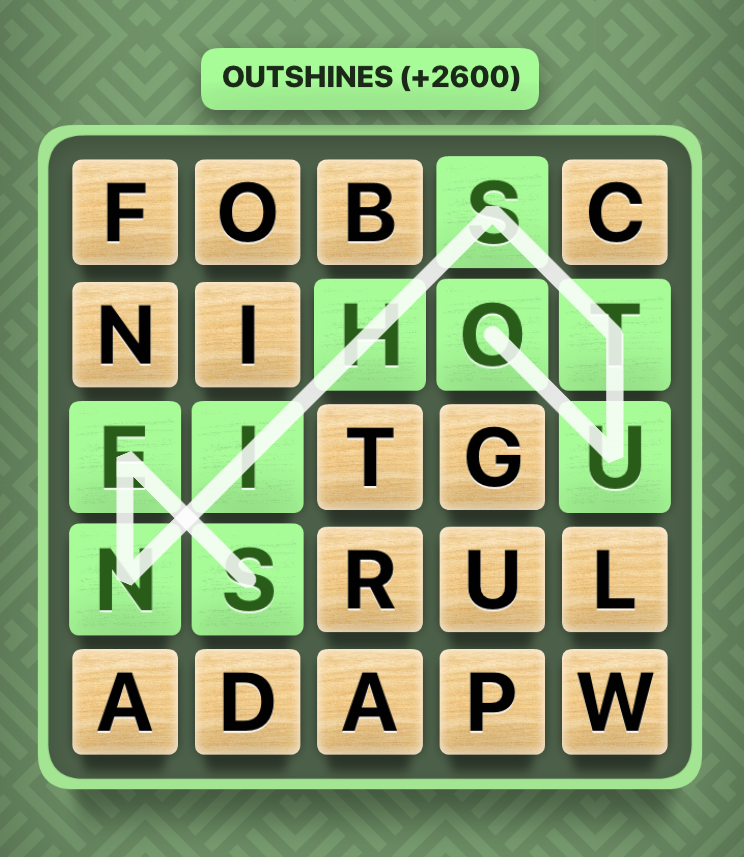 OUTSHINES (+2600)
F O B S C
N I H O T
E I T G U
N S R U L
A D A P W